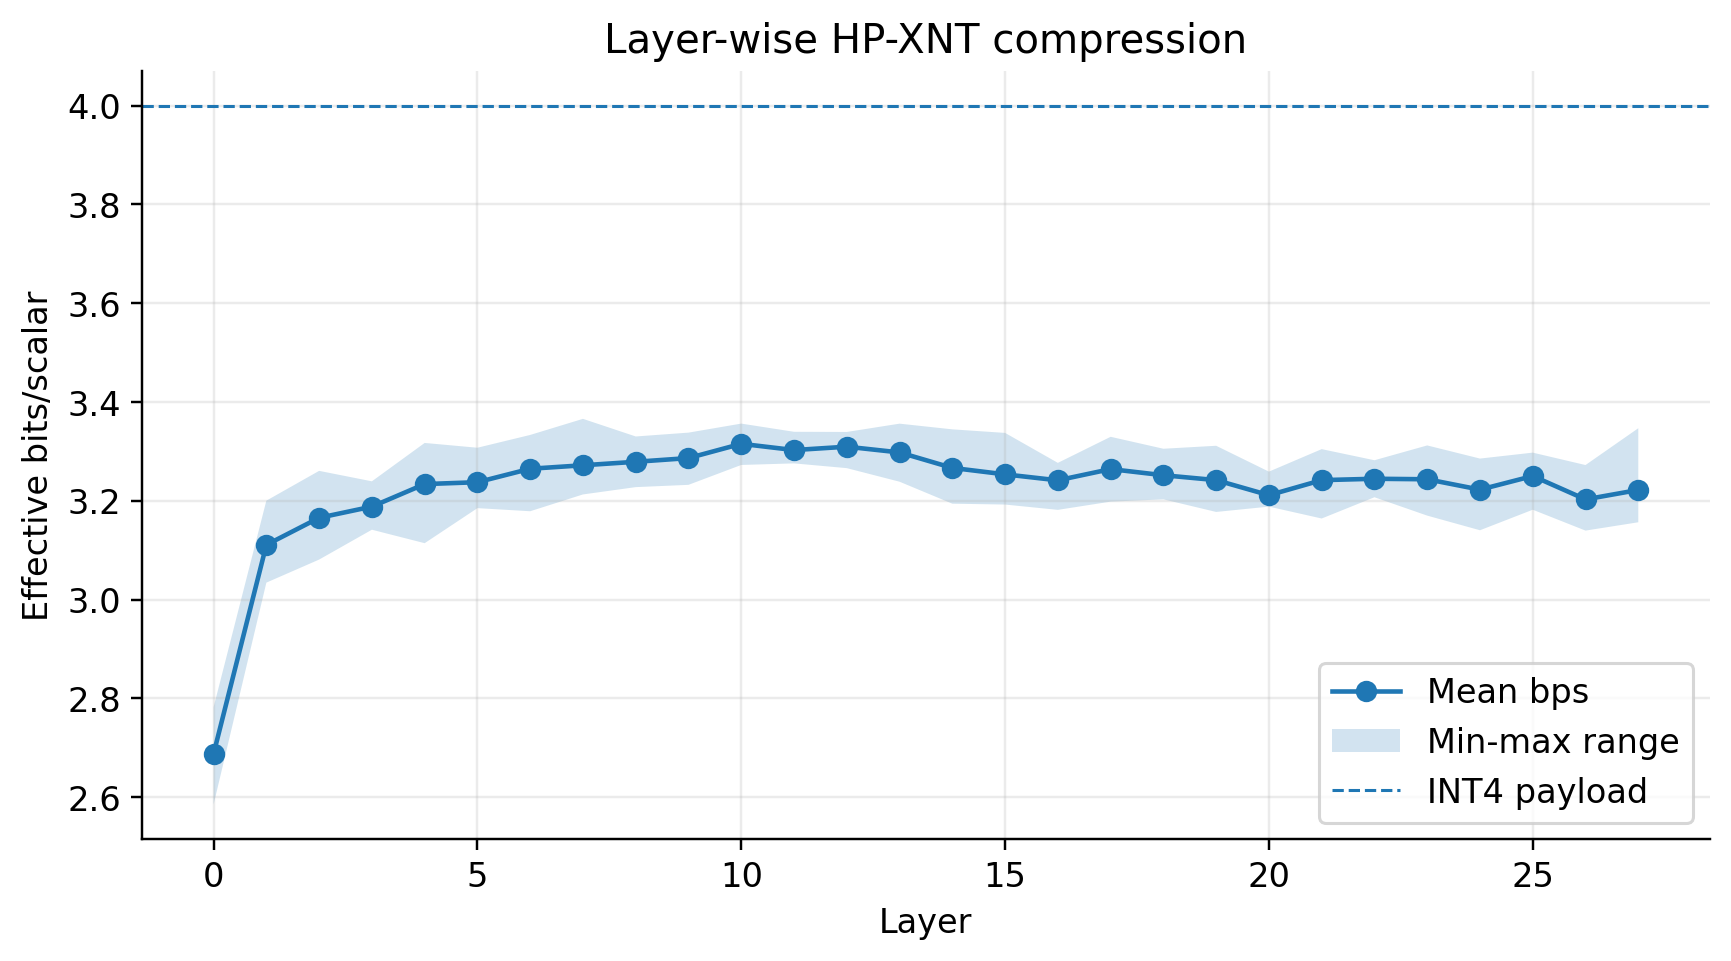 Layer-wise HP-XNT compression
Effective bits/scalar
4.0
3.8
3.6
3.4
3.2
3.0
2.8
2.6
Mean bps
Min-max range
INT4 payload
0 5 10 15 20 25
Layer